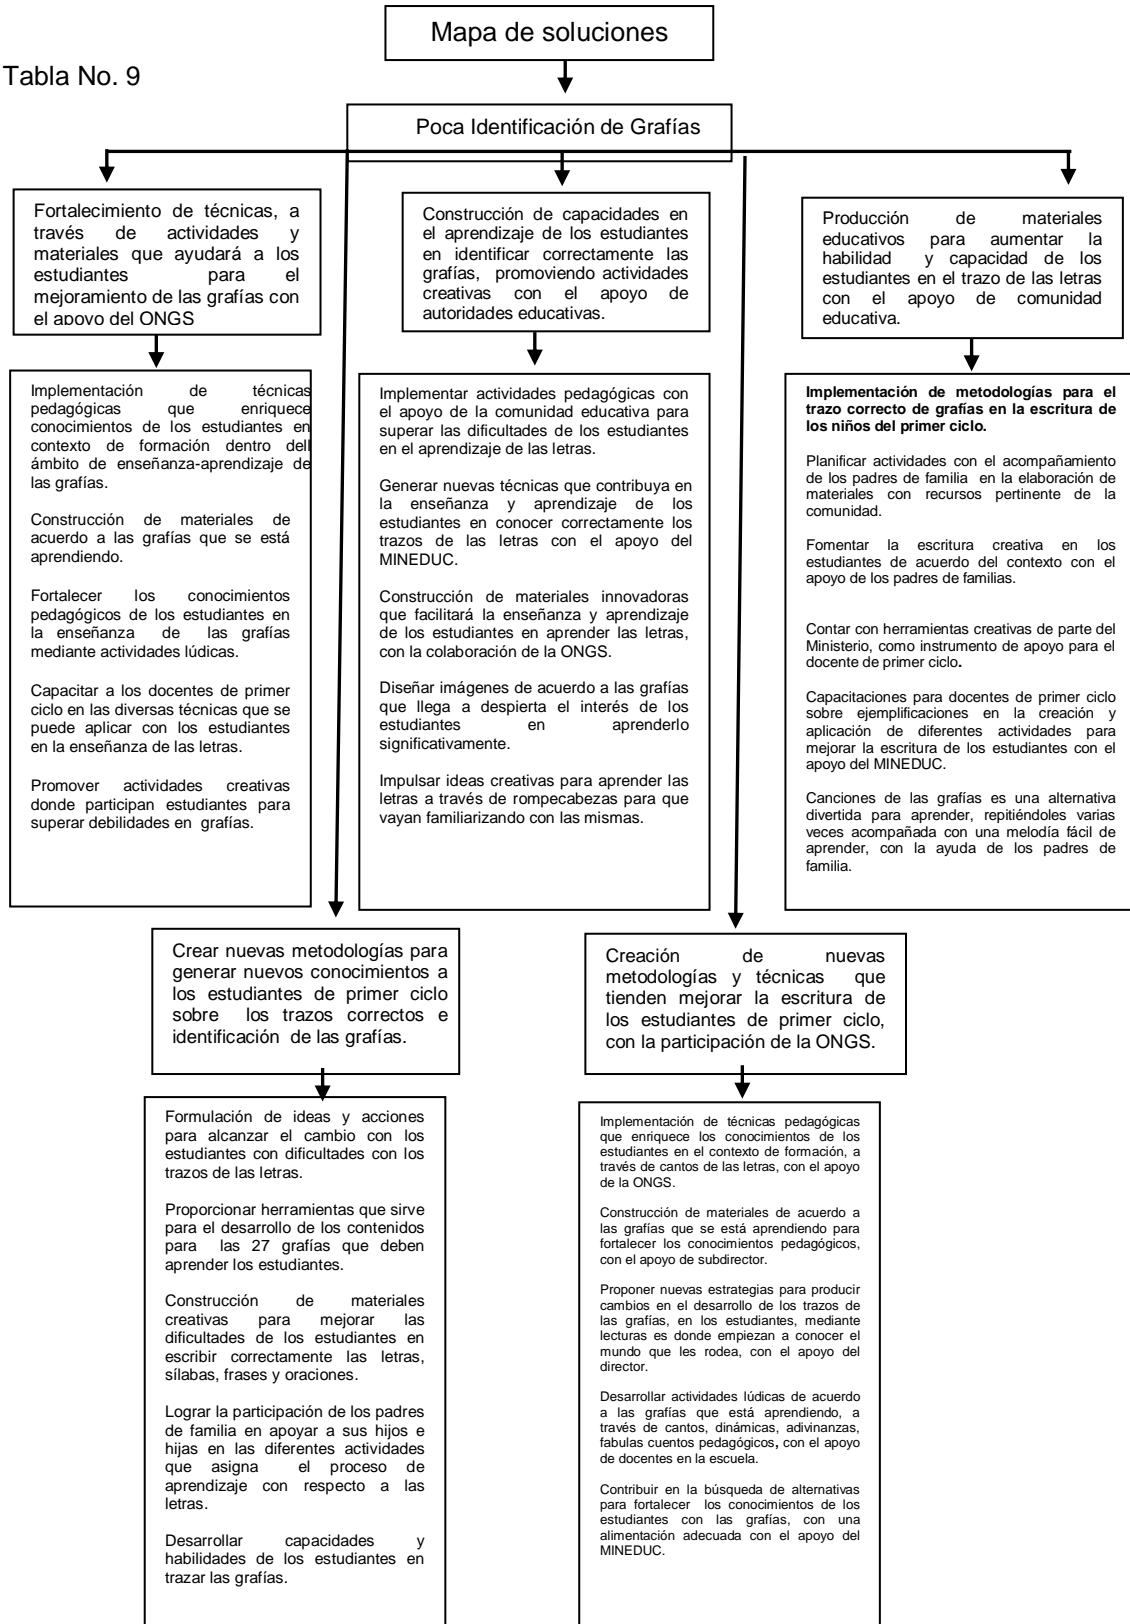 Mapa de soluciones
Tabla No. 9
Poca Identificación de Grafías
Fortalecimiento de técnicas, a
través de actividades y
materiales que ayudará a los
estudiantes para el
mejoramiento de las grafías con
el apoyo del ONGS
Construcción de capacidades en
el aprendizaje de los estudiantes
en identificar correctamente las
grafías, promoviendo actividades
creativas con el apoyo de
autoridades educativas.
Producción de materiales
educativos para aumentar la
habilidad y capacidad de los
estudiantes en el trazo de las letras
con el apoyo de comunidad
educativa.
Implementación de técnicas
pedagógicas que enriquece
conocimientos de los estudiantes en
contexto de formación dentro dell
ámbito de enseñanza-aprendizaje de
las grafías.
Construcción de materiales de
acuerdo a las grafías que se está
aprendiendo.
Fortalecer los conocimientos
pedagógicos de los estudiantes en
la enseñanza de las grafías
mediante actividades lúdicas.
Capacitar a los docentes de primer
ciclo en las diversas técnicas que se
puede aplicar con los estudiantes
en la enseñanza de las letras.
Promover actividades creativas
donde participan estudiantes para
superar debilidades en grafías.
Implementar actividades pedagógicas con
el apoyo de la comunidad educativa para
superar las dificultades de los estudiantes
en el aprendizaje de las letras.
Generar nuevas técnicas que contribuya en
la enseñanza y aprendizaje de los
estudiantes en conocer correctamente los
trazos de las letras con el apoyo del
MINEDUC.
Construcción de materiales innovadoras
que facilitará la enseñanza y aprendizaje
de los estudiantes en aprender las letras,
con la colaboración de la ONGS.
Diseñar imágenes de acuerdo a las grafías
que llega a despierta el interés de los
estudiantes en aprenderlo
significativamente.
Impulsar ideas creativas para aprender las
letras a través de rompecabezas para que
vayan familiarizando con las mismas.
Implementación de metodologías para el
trazo correcto de grafías en la escritura de
los niños del primer ciclo.
Planificar actividades con el acompañamiento
de los padres de familia en la elaboración de
materiales con recursos pertinente de la
comunidad.
Fomentar la escritura creativa en los
estudiantes de acuerdo del contexto con el
apoyo de los padres de familias.
Contar con herramientas creativas de parte del
Ministerio, como instrumento de apoyo para el
docente de primer ciclo.
Capacitaciones para docentes de primer ciclo
sobre ejemplificaciones en la creación y
aplicación de diferentes actividades para
mejorar la escritura de los estudiantes con el
apoyo del MINEDUC.
Canciones de las grafías es una alternativa
divertida para aprender, repitiéndoles varias
veces acompañada con una melodía fácil de
aprender, con la ayuda de los padres de
familia.
Crear nuevas metodologías para
generar nuevos conocimientos a
los estudiantes de primer ciclo
sobre los trazos correctos e
identificación de las grafías.
Creación de nuevas
metodologías y técnicas que
tienden mejorar la escritura de
los estudiantes de primer ciclo,
con la participación de la ONGS.
Formulación de ideas y acciones
para alcanzar el cambio con los
estudiantes con dificultades con los
trazos de las letras.
Proporcionar herramientas que sirve
para el desarrollo de los contenidos
para las 27 grafías que deben
aprender los estudiantes.
Construcción de materiales
creativas para mejorar las
dificultades de los estudiantes en
escribir correctamente las letras,
sílabas, frases y oraciones.
Lograr la participación de los padres
de familia en apoyar a sus hijos e
hijas en las diferentes actividades
que asigna el proceso de
aprendizaje con respecto a las
letras.
Desarrollar capacidades y
habilidades de los estudiantes en
trazar las grafías.
Implementación de técnicas pedagógicas
que enriquece los conocimientos de los
estudiantes en el contexto de formación, a
través de cantos de las letras, con el apoyo
de la ONGS.
Construcción de materiales de acuerdo a
las grafías que se está aprendiendo para
fortalecer los conocimientos pedagógicos,
con el apoyo de subdirector.
Proponer nuevas estrategias para producir
cambios en el desarrollo de los trazos de
las grafías, en los estudiantes, mediante
lecturas es donde empiezan a conocer el
mundo que les rodea, con el apoyo del
director.
Desarrollar actividades lúdicas de acuerdo
a las grafías que está aprendiendo, a
través de cantos, dinámicas, adivinanzas,
fabulas cuentos pedagógicos, con el apoyo
de docentes en la escuela.
Contribuir en la búsqueda de alternativas
para fortalecer los conocimientos de los
estudiantes con las grafías, con una
alimentación adecuada con el apoyo del
MINEDUC.